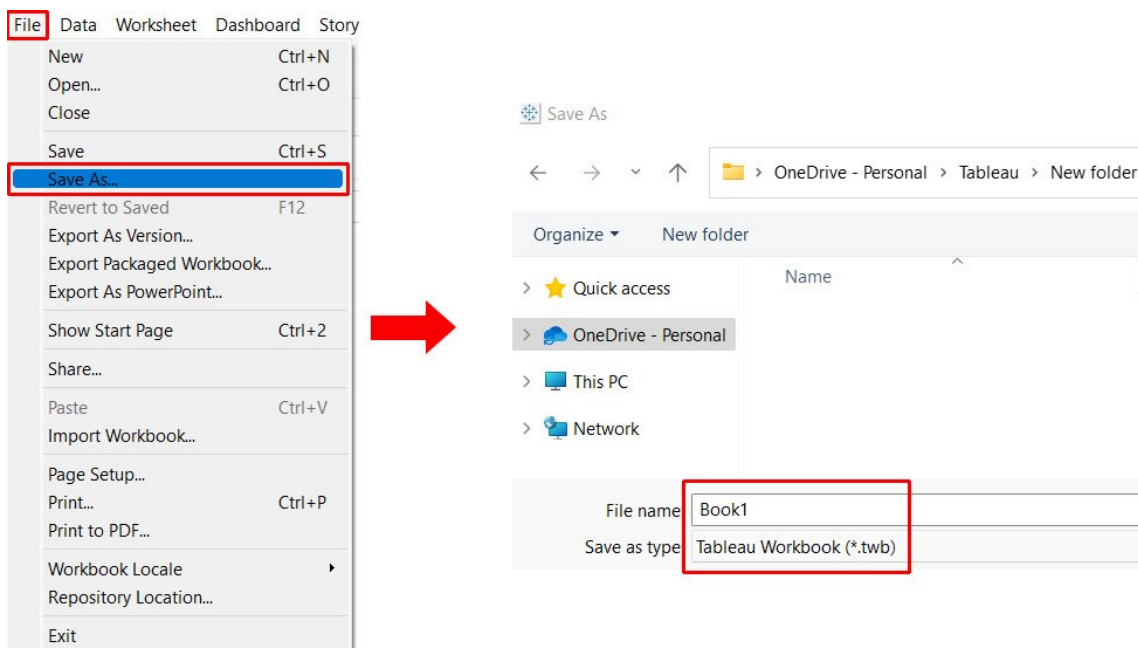 File Data Worksheet Dashboard Story
New Ctrl+N
Open... Ctrl+O
Close
Save Ctrl+S
Save As...
Revert to Saved F12
Export As Version...
Export Packaged Workbook...
Export As PowerPoint...
Show Start Page Ctrl+2
Share...
Paste Ctrl+V
Import Workbook...
Page Setup...
Print... Ctrl+P
Print to PDF...
Workbook Locale
Repository Location...
Exit
Save As
OneDrive - Personal > Tableau > New folder
Organize New folder
Name
Quick access
OneDrive - Personal
This PC
Network
File name Book1
Save as type Tableau Workbook (*.twb)